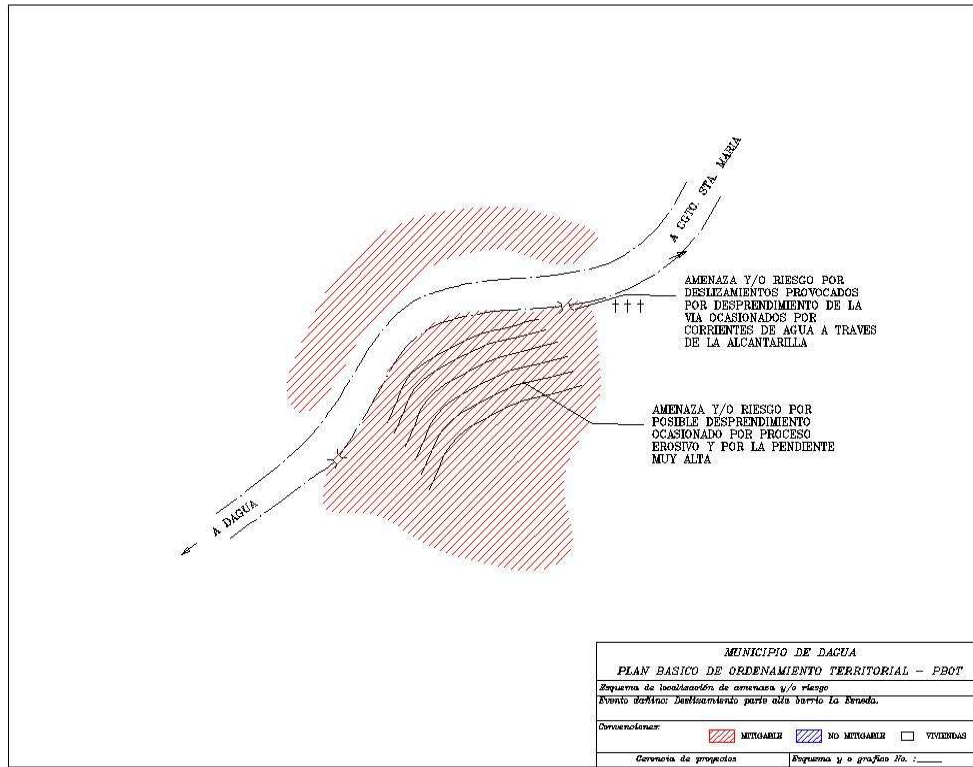 A CGTO. STA. MARIA
AMENAZA Y/O RIESGO POR
DESLIZAMIENTOS PROVOCADOS
POR DESPRENDIMIENTO DE LA
VIA OCASIONADOS POR
CORRIENTES DE AGUA A TRAVES
DE LA ALCANTARILLA
AMENAZA Y/O RIESGO POR
POSIBLE DESPRENDIMIENTO
OCASIONADO POR PROCESO
EROSIVO Y POR LA PENDIENTE
MUY ALTA
A DAGUA
MUNICIPIO DE DAGUA
PLAN BASICO DE ORDENAMIENTO TERRITORIAL - PBOT
Esquema de localización de amenaza y/o riesgo
Evento dañino: Deslizamiento parte alta barrio La
Convenciones:
MITIGABLE NO MITIGABLE VIVIENDAS
Gerencia de proyectos Esquema y o grafico No. :____